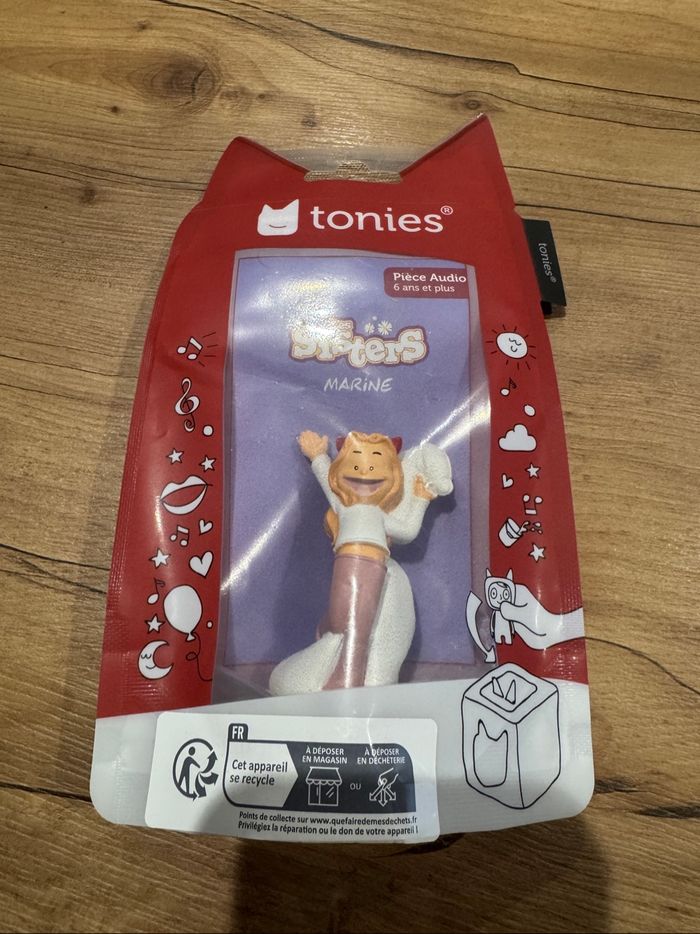 tonies®
tonies®
Pièce Audio
6 ans et plus
SISTERS
MARINE
FR
Cet appareil
se recycle
À DÉPOSER
EN MAGASIN
OU
À DÉPOSER
EN DÉCHÈTERIE
Points de collecte sur www.quefairedemesdechets.fr
Privilégiez la réparation ou le don de votre appareil !